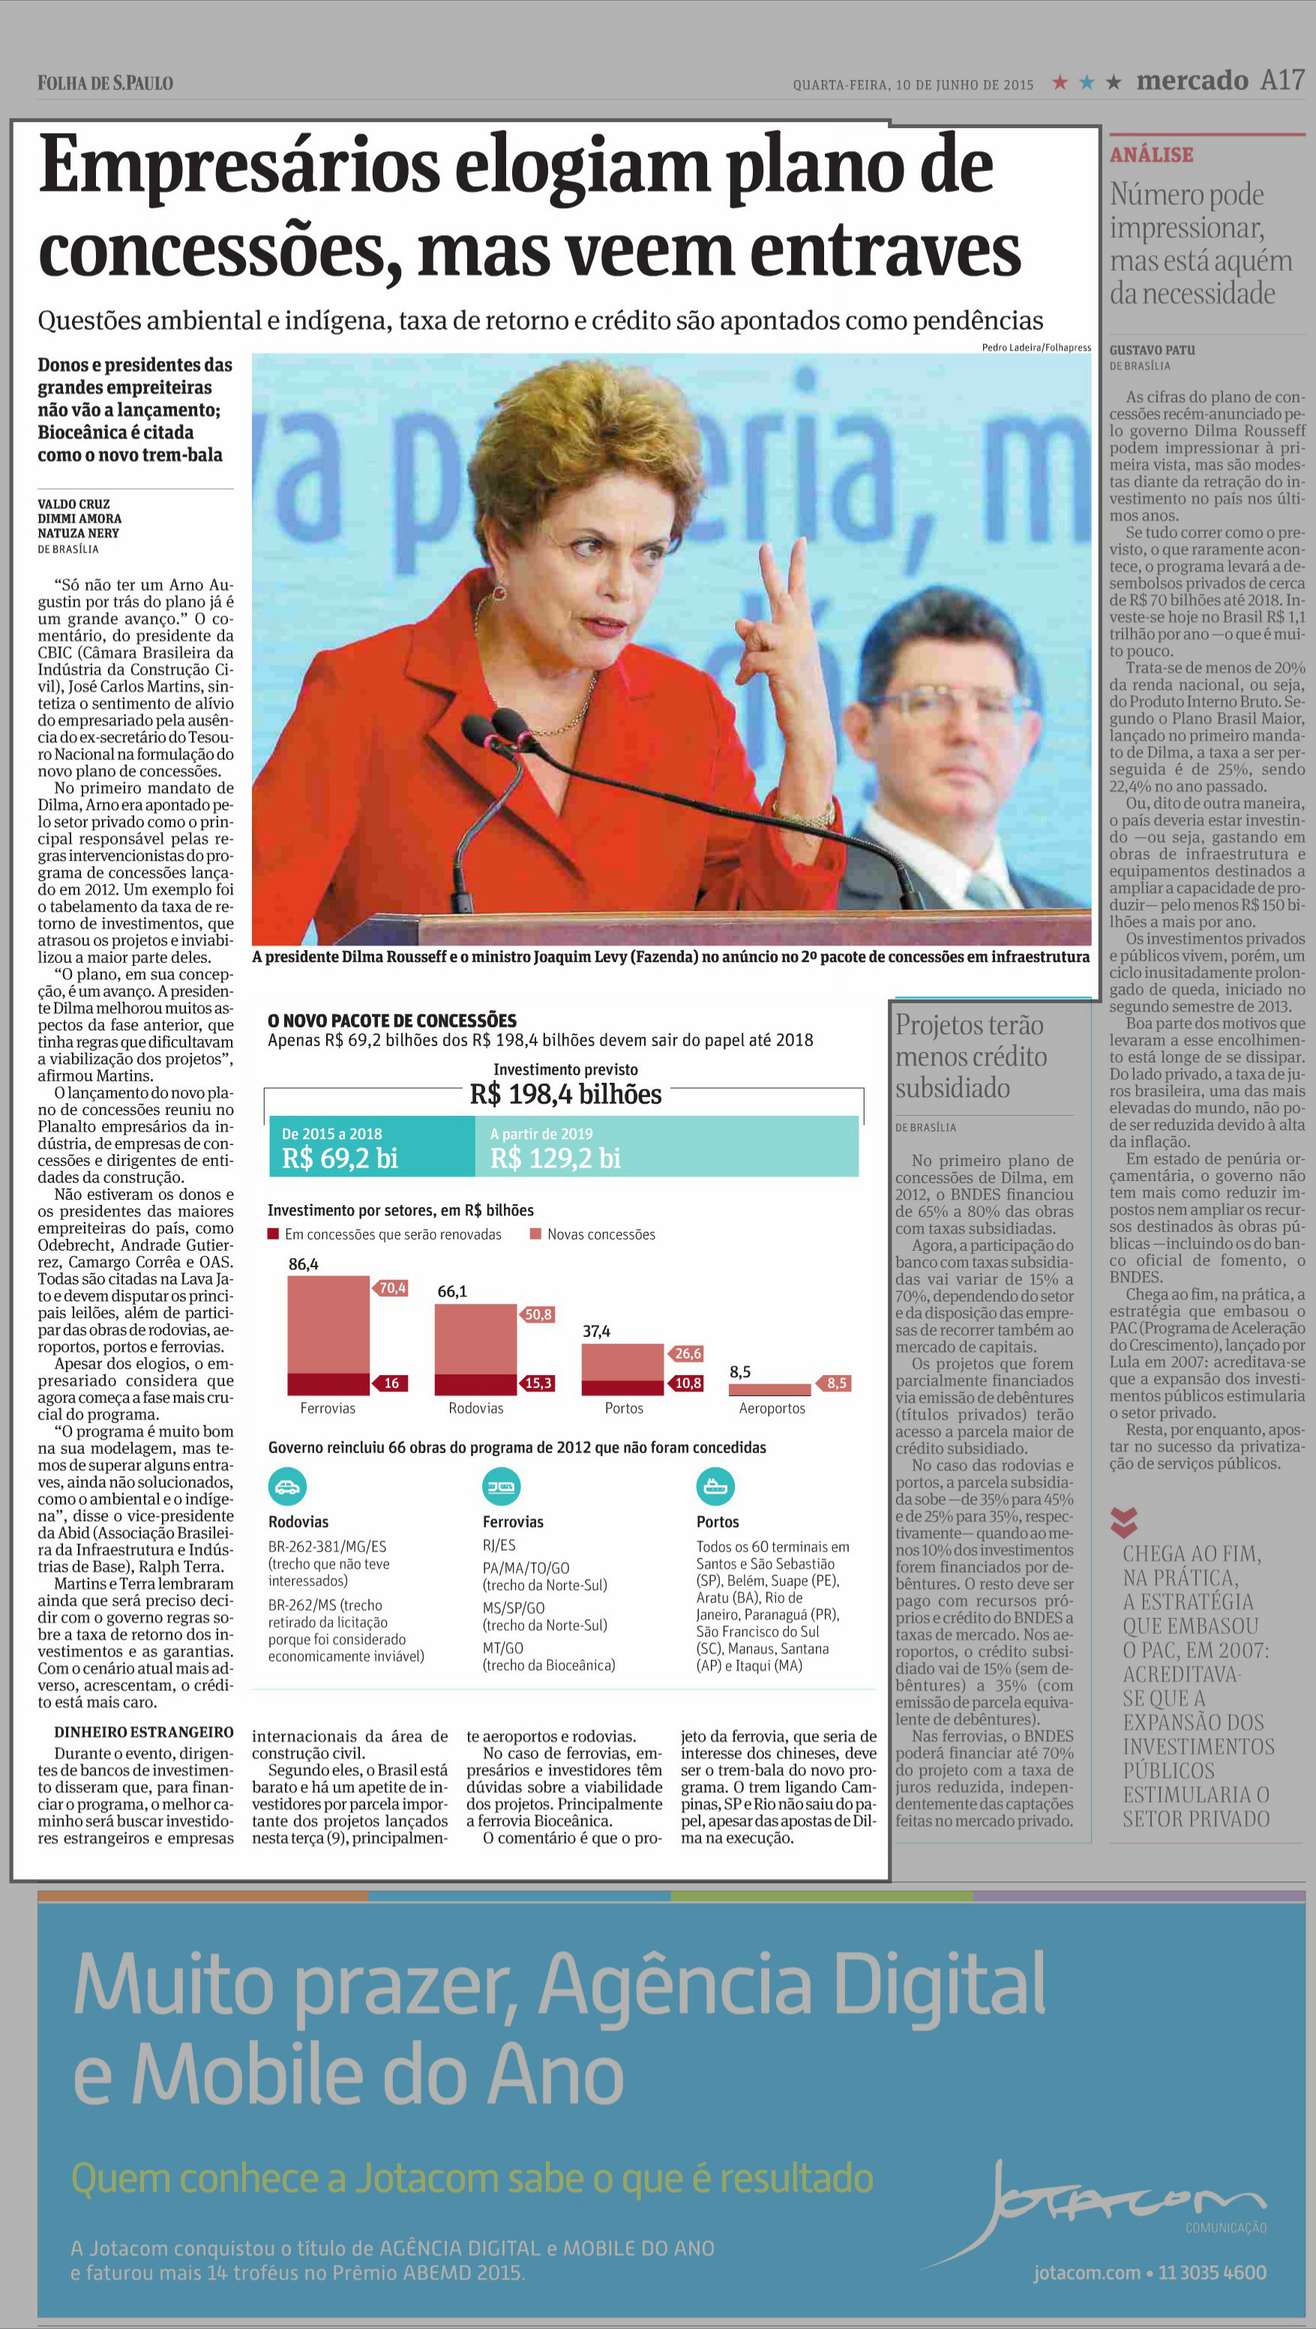 FOLHA DE S.PAULO
QUARTA-FEIRA, 10 DE JUNHO DE 2015 ★ ★ ★ mercado A17
Empresários elogiam plano de
concessões, mas veem entraves
Questões ambiental e indígena, taxa de retorno e crédito são apontados como pendências
Donos e presidentes das
grandes empreiteiras
não vão a lançamento;
Bioceânica é citada
como o novo trem-bala
VALDO CRUZ
DIMMI AMORA
NATUZA NERY
DE BRASÍLIA
“Só não ter um Arno Au-
gustin por trás do plano já é
um grande avanço.” O co-
mentário, do presidente da
CBIC (Câmara Brasileira da
Indústria da Construção Ci-
vil), José Carlos Martins, sin-
tetiza o sentimento de alívio
do empresariado pela ausên-
cia do ex-secretário do Tesou-
ro Nacional na formulação do
novo plano de concessões.
No primeiro mandato de
Dilma, Arno era apontado pe-
lo setor privado como o prin-
cipal responsável pelas re-
gras intervencionistas do pro-
grama de concessões lança-
do em 2012. Um exemplo foi
o tabelamento da taxa de re-
torno de investimentos, que
atrasou os projetos e inviabi-
lizou a maior parte deles.
“O plano, em sua concep-
ção, é um avanço. A presiden-
te Dilma melhorou muitos as-
pectos da fase anterior, que
tinha regras que dificultavam
a viabilização dos projetos”,
afirmou Martins.
O lançamento do novo pla-
no de concessões reuniu no
Planalto empresários da in-
dústria, de empresas de con-
cessões e dirigentes de enti-
dades da construção.
Não estiveram os donos e
os presidentes das maiores
empreiteiras do país, como
Odebrecht, Andrade Gutier-
rez, Camargo Corrêa e OAS.
Todas são citadas na Lava Ja-
to e devem disputar os princi-
pais leilões, além de partici-
par das obras de rodovias, ae-
roportos, portos e ferrovias.
Apesar dos elogios, o em-
presariado considera que
agora começa a fase mais cru-
cial do programa.
“O programa é muito bom
na sua modelagem, mas te-
mos de superar alguns entra-
ves, ainda não solucionados,
como o ambiental e o indíge-
na”, disse o vice-presidente
da Abid (Associação Brasilei-
ra da Infraestrutura e Indús-
trias de Base), Ralph Terra.
Martins e Terra lembraram
ainda que será preciso deci-
dir com o governo regras so-
bre a taxa de retorno dos in-
vestimentos e as garantias.
Com o cenário atual mais ad-
verso, acrescentam, o crédi-
to está mais caro.
DINHEIRO ESTRANGEIRO
Durante o evento, dirigen-
tes de bancos de investimen-
to disseram que, para finan-
ciar o programa, o melhor ca-
minho será buscar investido-
res estrangeiros e empresas
internacionais da área de
construção civil.
Segundo eles, o Brasil está
barato e há um apetite de in-
vestidores por parcela impor-
tante dos projetos lançados
nesta terça (9), principalmen-
te aeroportos e rodovias.
No caso de ferrovias, em-
presários e investidores têm
dúvidas sobre a viabilidade
dos projetos. Principalmente
a ferrovia Bioceânica.
O comentário é que o pro-
jeto da ferrovia, que seria de
interesse dos chineses, deve
ser o trem-bala do novo pro-
grama. O trem ligando Cam-
pinas, SP e Rio não saiu do pa-
pel, apesar das apostas de Dil-
ma na execução.
Pedro Ladeira/Folhapress
va p eria, m
A presidente Dilma Rousseff e o ministro Joaquim Levy (Fazenda) no anúncio no 2º pacote de concessões em infraestrutura
O NOVO PACOTE DE CONCESSÕES
Apenas R$ 69,2 bilhões dos R$ 198,4 bilhões devem sair do papel até 2018
Investimento previsto
R$ 198,4 bilhões
De 2015 a 2018
R$ 69,2 bi
A partir de 2019
R$ 129,2 bi
Investimento por setores, em R$ bilhões
Em concessões que serão renovadas Novas concessões
86,4
70,4
16
Ferrovias
66,1
50,8
15,3
Rodovias
37,4
26,6
10,8
Portos
8,5
8,5
Aeroportos
Governo reincluiu 66 obras do programa de 2012 que não foram concedidas
Rodovias
BR-262-381/MG/ES
(trecho que não teve
interessados)
BR-262/MS (trecho
retirado da licitação
porque foi considerado
economicamente inviável)
Ferrovias
RJ/ES
PA/MA/TO/GO
(trecho da Norte-Sul)
MS/SP/GO
(trecho da Norte-Sul)
MT/GO
(trecho da Bioceânica)
Portos
Todos os 60 terminais em
Santos e São Sebastião
(SP), Belém, Suape (PE),
Aratu (BA), Rio de
Janeiro, Paranaguá (PR),
São Francisco do Sul
(SC), Manaus, Santana
(AP) e Itaqui (MA)
Projetos terão
menos crédito
subsidiado
DE BRASÍLIA
No primeiro plano de
concessões de Dilma, em
2012, o BNDES financiou
de 65% a 80% das obras
com taxas subsidiadas.
Agora, a participação do
banco com taxas subsidia-
das vai variar de 15% a
70%, dependendo do setor
e da disposição das empre-
sas de recorrer também ao
mercado de capitais.
Os projetos que forem
parcialmente financiados
via emissão de debêntures
(títulos privados) terão
acesso a parcela maior de
crédito subsidiado.
No caso das rodovias e
portos, a parcela subsidia-
da sobe —de 35% para 45%
e de 25% para 35%, respec-
tivamente— quando ao me-
nos 10% dos investimentos
forem financiados por de-
bêntures. O resto deve ser
pago com recursos pró-
prios e crédito do BNDES a
taxas de mercado. Nos ae-
roportos, o crédito subsi-
diado vai de 15% (sem de-
bêntures) a 35% (com
emissão de parcela equiva-
lente de debêntures).
Nas ferrovias, o BNDES
poderá financiar até 70%
do projeto com a taxa de
juros reduzida, indepen-
dentemente das captações
feitas no mercado privado.
ANÁLISE
Número pode
impressionar,
mas está aquém
da necessidade
GUSTAVO PATU
DE BRASÍLIA
As cifras do plano de con-
cessões recém-anunciado pe-
lo governo Dilma Rousseff
podem impressionar à pri-
meira vista, mas são modes-
tas diante da retração do in-
vestimento no país nos últi-
mos anos.
Se tudo correr como o pre-
visto, o que raramente acon-
tece, o programa levará a de-
sembolsos privados de cerca
de R$ 70 bilhões até 2018. In-
veste-se hoje no Brasil R$ 1,1
trilhão por ano —o que é mui-
to pouco.
Trata-se de menos de 20%
da renda nacional, ou seja,
do Produto Interno Bruto. Se-
gundo o Plano Brasil Maior,
lançado no primeiro manda-
to de Dilma, a taxa a ser per-
seguida é de 25%, sendo
22,4% no ano passado.
Ou, dito de outra maneira,
o país deveria estar investin-
do —ou seja, gastando em
obras de infraestrutura e
equipamentos destinados a
ampliar a capacidade de pro-
duzir— pelo menos R$ 150 bi-
lhões a mais por ano.
Os investimentos privados
e públicos vivem, porém, um
ciclo inusitadamente prolon-
gado de queda, iniciado no
segundo semestre de 2013.
Boa parte dos motivos que
levaram a esse encolhimen-
to está longe de se dissipar.
Do lado privado, a taxa de ju-
ros brasileira, uma das mais
elevadas do mundo, não po-
de ser reduzida devido à alta
da inflação.
Em estado de penúria or-
çamentária, o governo não
tem mais como reduzir im-
postos nem ampliar os recur-
sos destinados às obras pú-
blicas —incluindo os do ban-
co oficial de fomento, o
BNDES.
Chega ao fim, na prática, a
estratégia que embasou o
PAC (Programa de Aceleração
do Crescimento), lançado por
Lula em 2007: acreditava-se
que a expansão dos investi-
mentos públicos estimularia
o setor privado.
Resta, por enquanto, apos-
tar no sucesso da privatiza-
ção de serviços públicos.
CHEGA AO FIM,
NA PRÁTICA,
A ESTRATÉGIA
QUE EMBASOU
O PAC, EM 2007:
ACREDITAVA-
SE QUE A
EXPANSÃO DOS
INVESTIMENTOS
PÚBLICOS
ESTIMULARIA O
SETOR PRIVADO
Muito prazer, Agência Digital
e Mobile do Ano
Quem conhece a Jotacom sabe o que é resultado
A Jotacom conquistou o título de AGÊNCIA DIGITAL e MOBILE DO ANO
e faturou mais 14 troféus no Prêmio ABEMD 2015.
JOTACOM
COMUNICAÇÃO
jotacom.com • 11 3035 4600